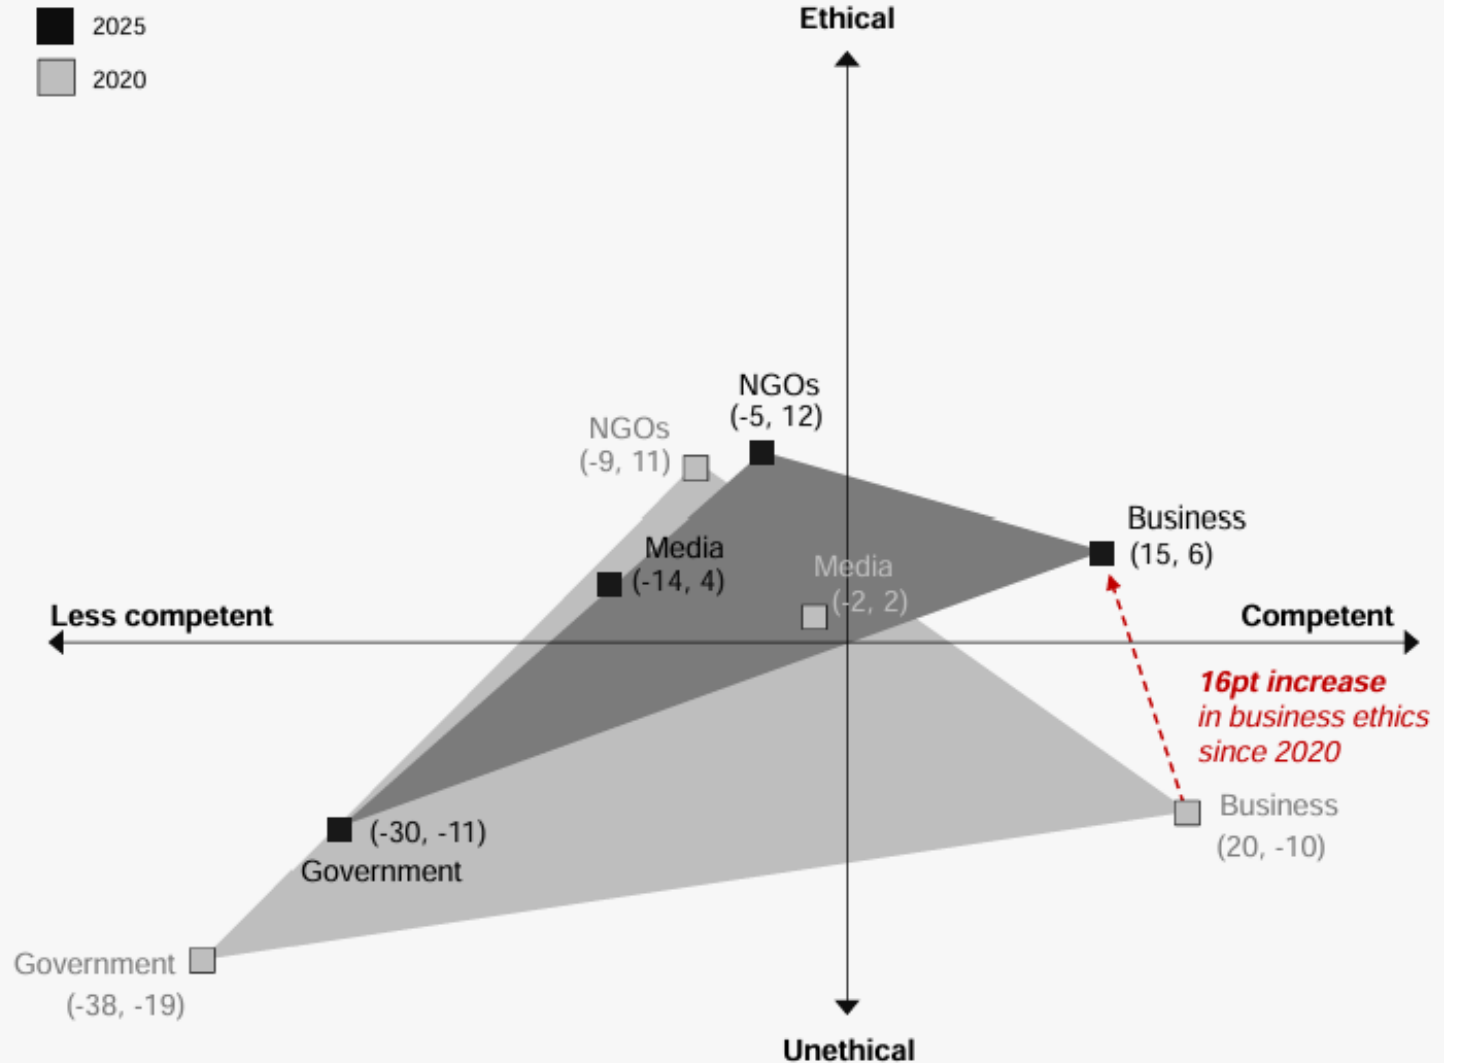 2025
2020
Ethical
NGOs
(-5, 12)
NGOs
(-9, 11)
Business
(15, 6)
Media
(-14, 4)
Media
(-2, 2)
Less competent
Competent
16pt increase
in business ethics
since 2020
Business
(20, -10)
(-30, -11)
Government
Government
(-38, -19)
Unethical